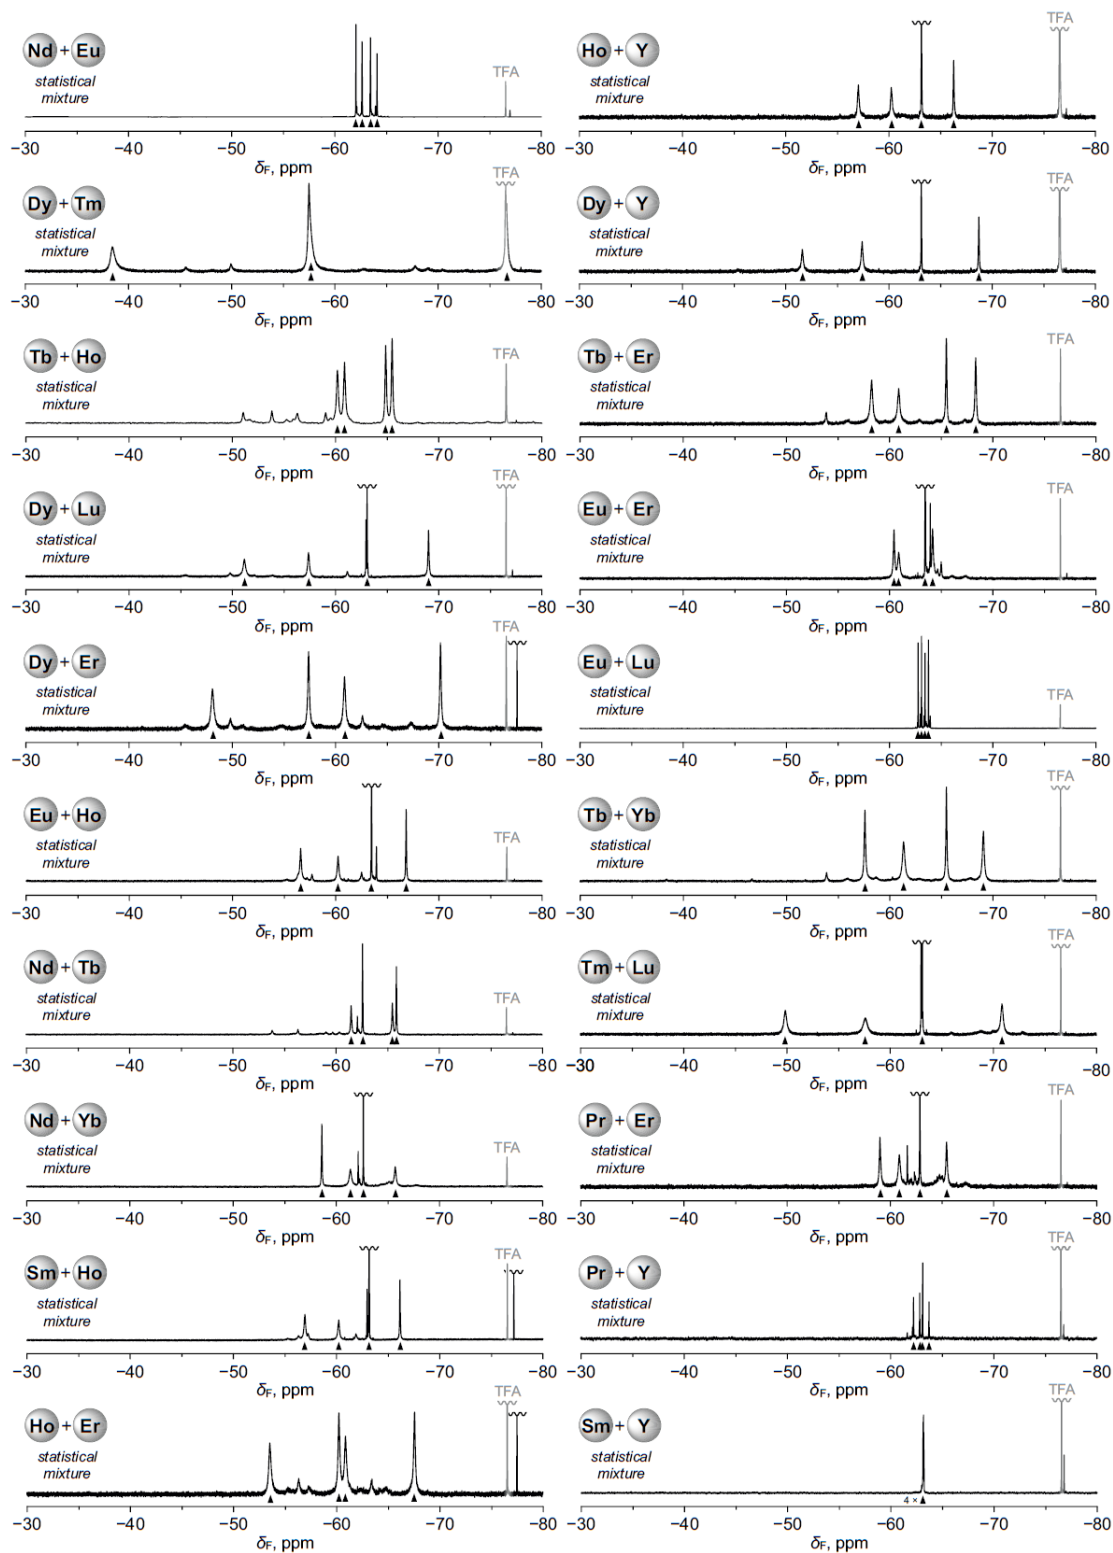 Nd + Eu
statistical
mixture
TFA
−30 −40 −50 −60 −70 −80
δF, ppm
Ho + Y
statistical
mixture
TFA
−30 −40 −50 −60 −70 −80
δF, ppm
Dy + Tm
statistical
mixture
TFA
−30 −40 −50 −60 −70 −80
δF, ppm
Dy + Y
statistical
mixture
TFA
−30 −40 −50 −60 −70 −80
δF, ppm
Tb + Ho
statistical
mixture
TFA
−30 −40 −50 −60 −70 −80
δF, ppm
Tb + Er
statistical
mixture
TFA
−30 −40 −50 −60 −70 −80
δF, ppm
Dy + Lu
statistical
mixture
TFA
−30 −40 −50 −60 −70 −80
δF, ppm
Eu + Er
statistical
mixture
TFA
−30 −40 −50 −60 −70 −80
δF, ppm
Dy + Er
statistical
mixture
TFA
−30 −40 −50 −60 −70 −80
δF, ppm
Eu + Lu
statistical
mixture
TFA
−30 −40 −50 −60 −70 −80
δF, ppm
Eu + Ho
statistical
mixture
TFA
−30 −40 −50 −60 −70 −80
δF, ppm
Tb + Yb
statistical
mixture
TFA
−30 −40 −50 −60 −70 −80
δF, ppm
Nd + Tb
statistical
mixture
TFA
−30 −40 −50 −60 −70 −80
δF, ppm
Tm + Lu
statistical
mixture
TFA
−30 −40 −50 −60 −70 −80
δF, ppm
Nd + Yb
statistical
mixture
TFA
−30 −40 −50 −60 −70 −80
δF, ppm
Pr + Er
statistical
mixture
TFA
−30 −40 −50 −60 −70 −80
δF, ppm
Sm + Ho
statistical
mixture
TFA
−30 −40 −50 −60 −70 −80
δF, ppm
Pr + Y
statistical
mixture
TFA
−30 −40 −50 −60 −70 −80
δF, ppm
Ho + Er
statistical
mixture
TFA
−30 −40 −50 −60 −70 −80
δF, ppm
Sm + Y
statistical
mixture
TFA
4 ×
−30 −40 −50 −60 −70 −80
δF, ppm